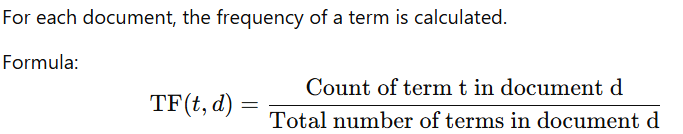 For each document, the frequency of a term is calculated.
Formula:
TF(t, d) = Count of term t in document d / Total number of terms in document d